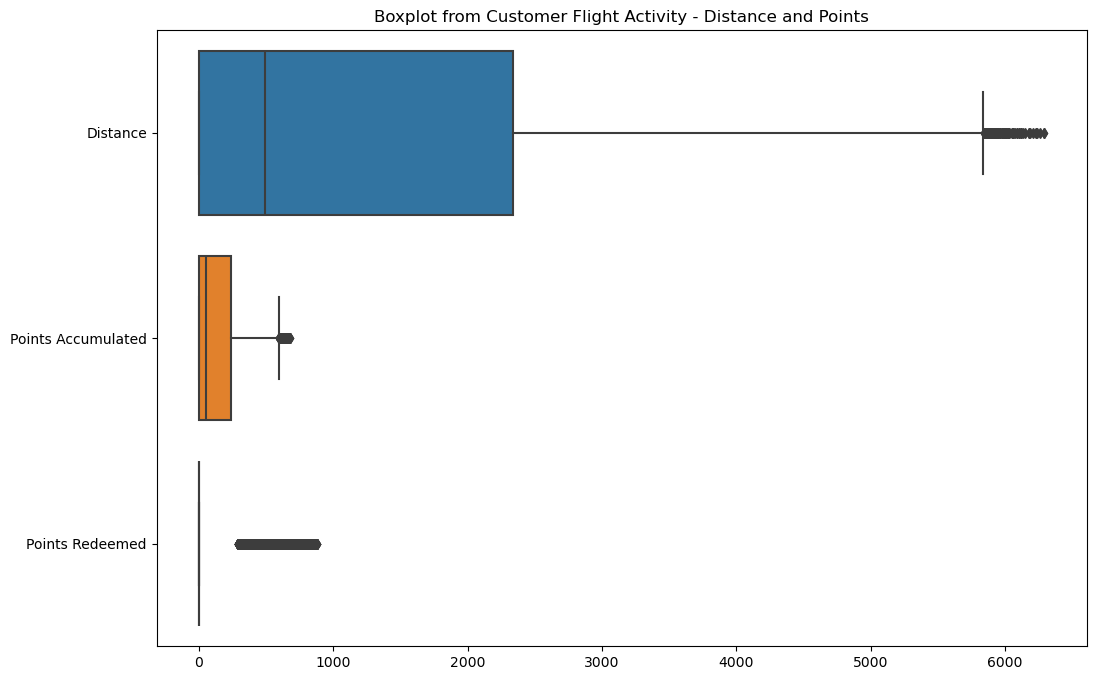 Boxplot from Customer Flight Activity - Distance and Points
Distance
Points Accumulated
Points Redeemed
0 1000 2000 3000 4000 5000 6000